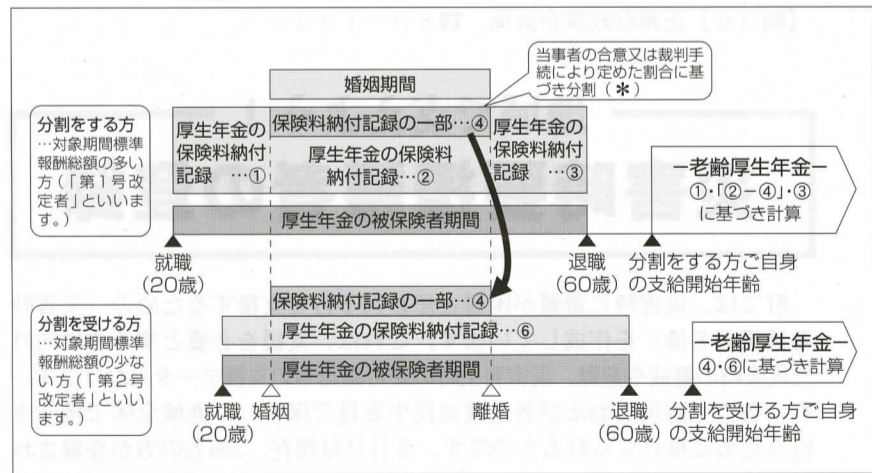 当事者の合意又は裁判手
続により定めた割合に基
づき分割(＊)
婚姻期間
分割をする方
…対象期間標準
報酬総額の多い
方(「第1号改
定者」といいま
す。)
厚生年金の
保険料納付
記録 …①
保険料納付記録の一部…④
厚生年金の保険料
納付記録…②
厚生年金の
保険料納付
記録 …③
厚生年金の被保険者期間
−老齢厚生年金−
①・「②−④」・③
に基づき計算
就職
(20歳)
退職
(60歳)
分割をする方ご自身
の支給開始年齢
分割を受ける方
…対象期間標準
報酬総額の少な
い方(「第2号
改定者」といい
ます。)
保険料納付記録の一部…④
厚生年金の保険料納付記録…⑥
厚生年金の被保険者期間
−老齢厚生年金−
④・⑥に基づき計算
就職
(20歳)
婚姻
離婚
退職
(60歳)
分割を受ける方ご自身
の支給開始年齢